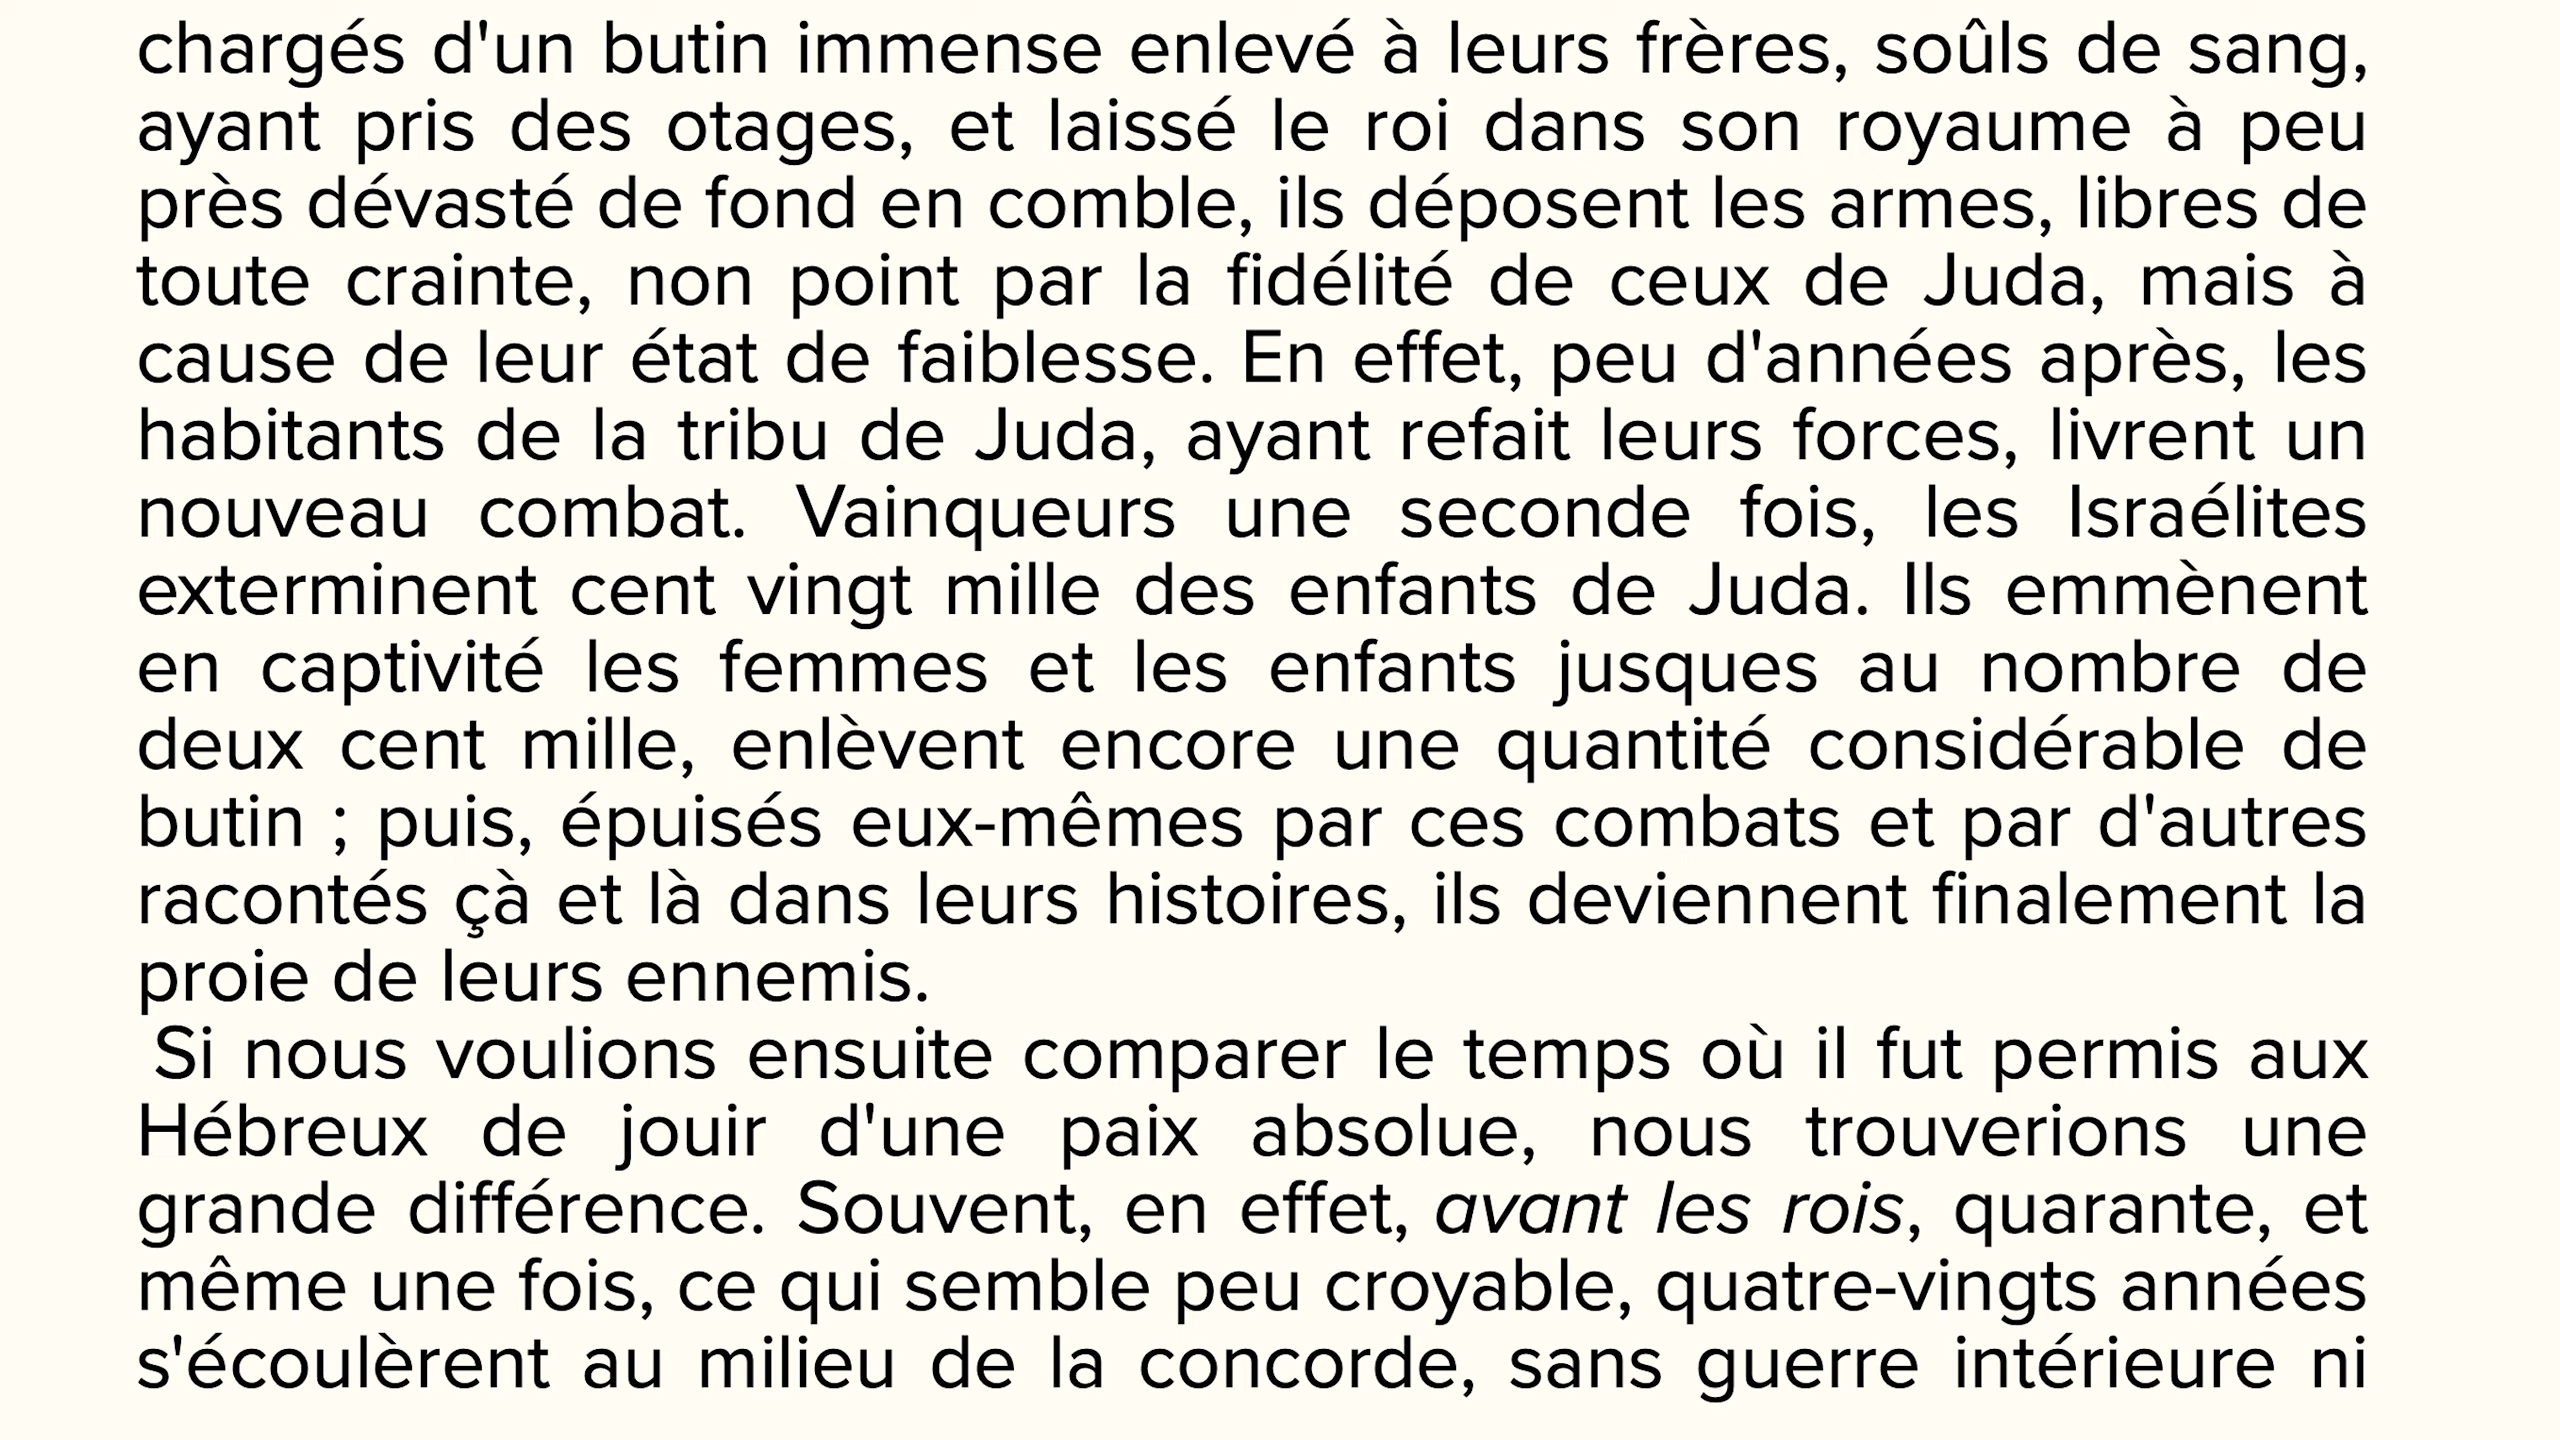 chargés d'un butin immense enlevé à leurs frères, soûls de sang,
ayant pris des otages, et laissé le roi dans son royaume à peu
près dévasté de fond en comble, ils déposent les armes, libres de
toute crainte, non point par la fidélité de ceux de Juda, mais à
cause de leur état de faiblesse. En effet, peu d'années après, les
habitants de la tribu de Juda, ayant refait leurs forces, livrent un
nouveau combat. Vainqueurs une seconde fois, les Israélites
exterminent cent vingt mille des enfants de Juda. Ils emmènent
en captivité les femmes et les enfants jusques au nombre de
deux cent mille, enlèvent encore une quantité considérable de
butin ; puis, épuisés eux-mêmes par ces combats et par d'autres
racontés çà et là dans leurs histoires, ils deviennent finalement la
proie de leurs ennemis.
Si nous voulions ensuite comparer le temps où il fut permis aux
Hébreux de jouir d'une paix absolue, nous trouverions une
grande différence. Souvent, en effet, avant les rois, quarante, et
même une fois, ce qui semble peu croyable, quatre-vingts années
s'écoulèrent au milieu de la concorde, sans guerre intérieure ni